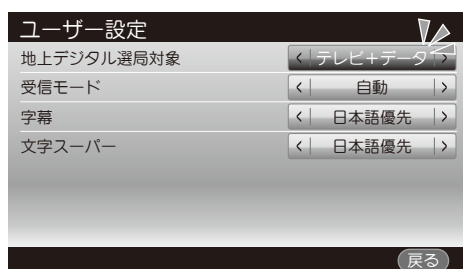 ユーザー設定
地上デジタル選局対象 テレビ+データ
受信モード 自動
字幕 日本語優先
文字スーパー 日本語優先
戻る